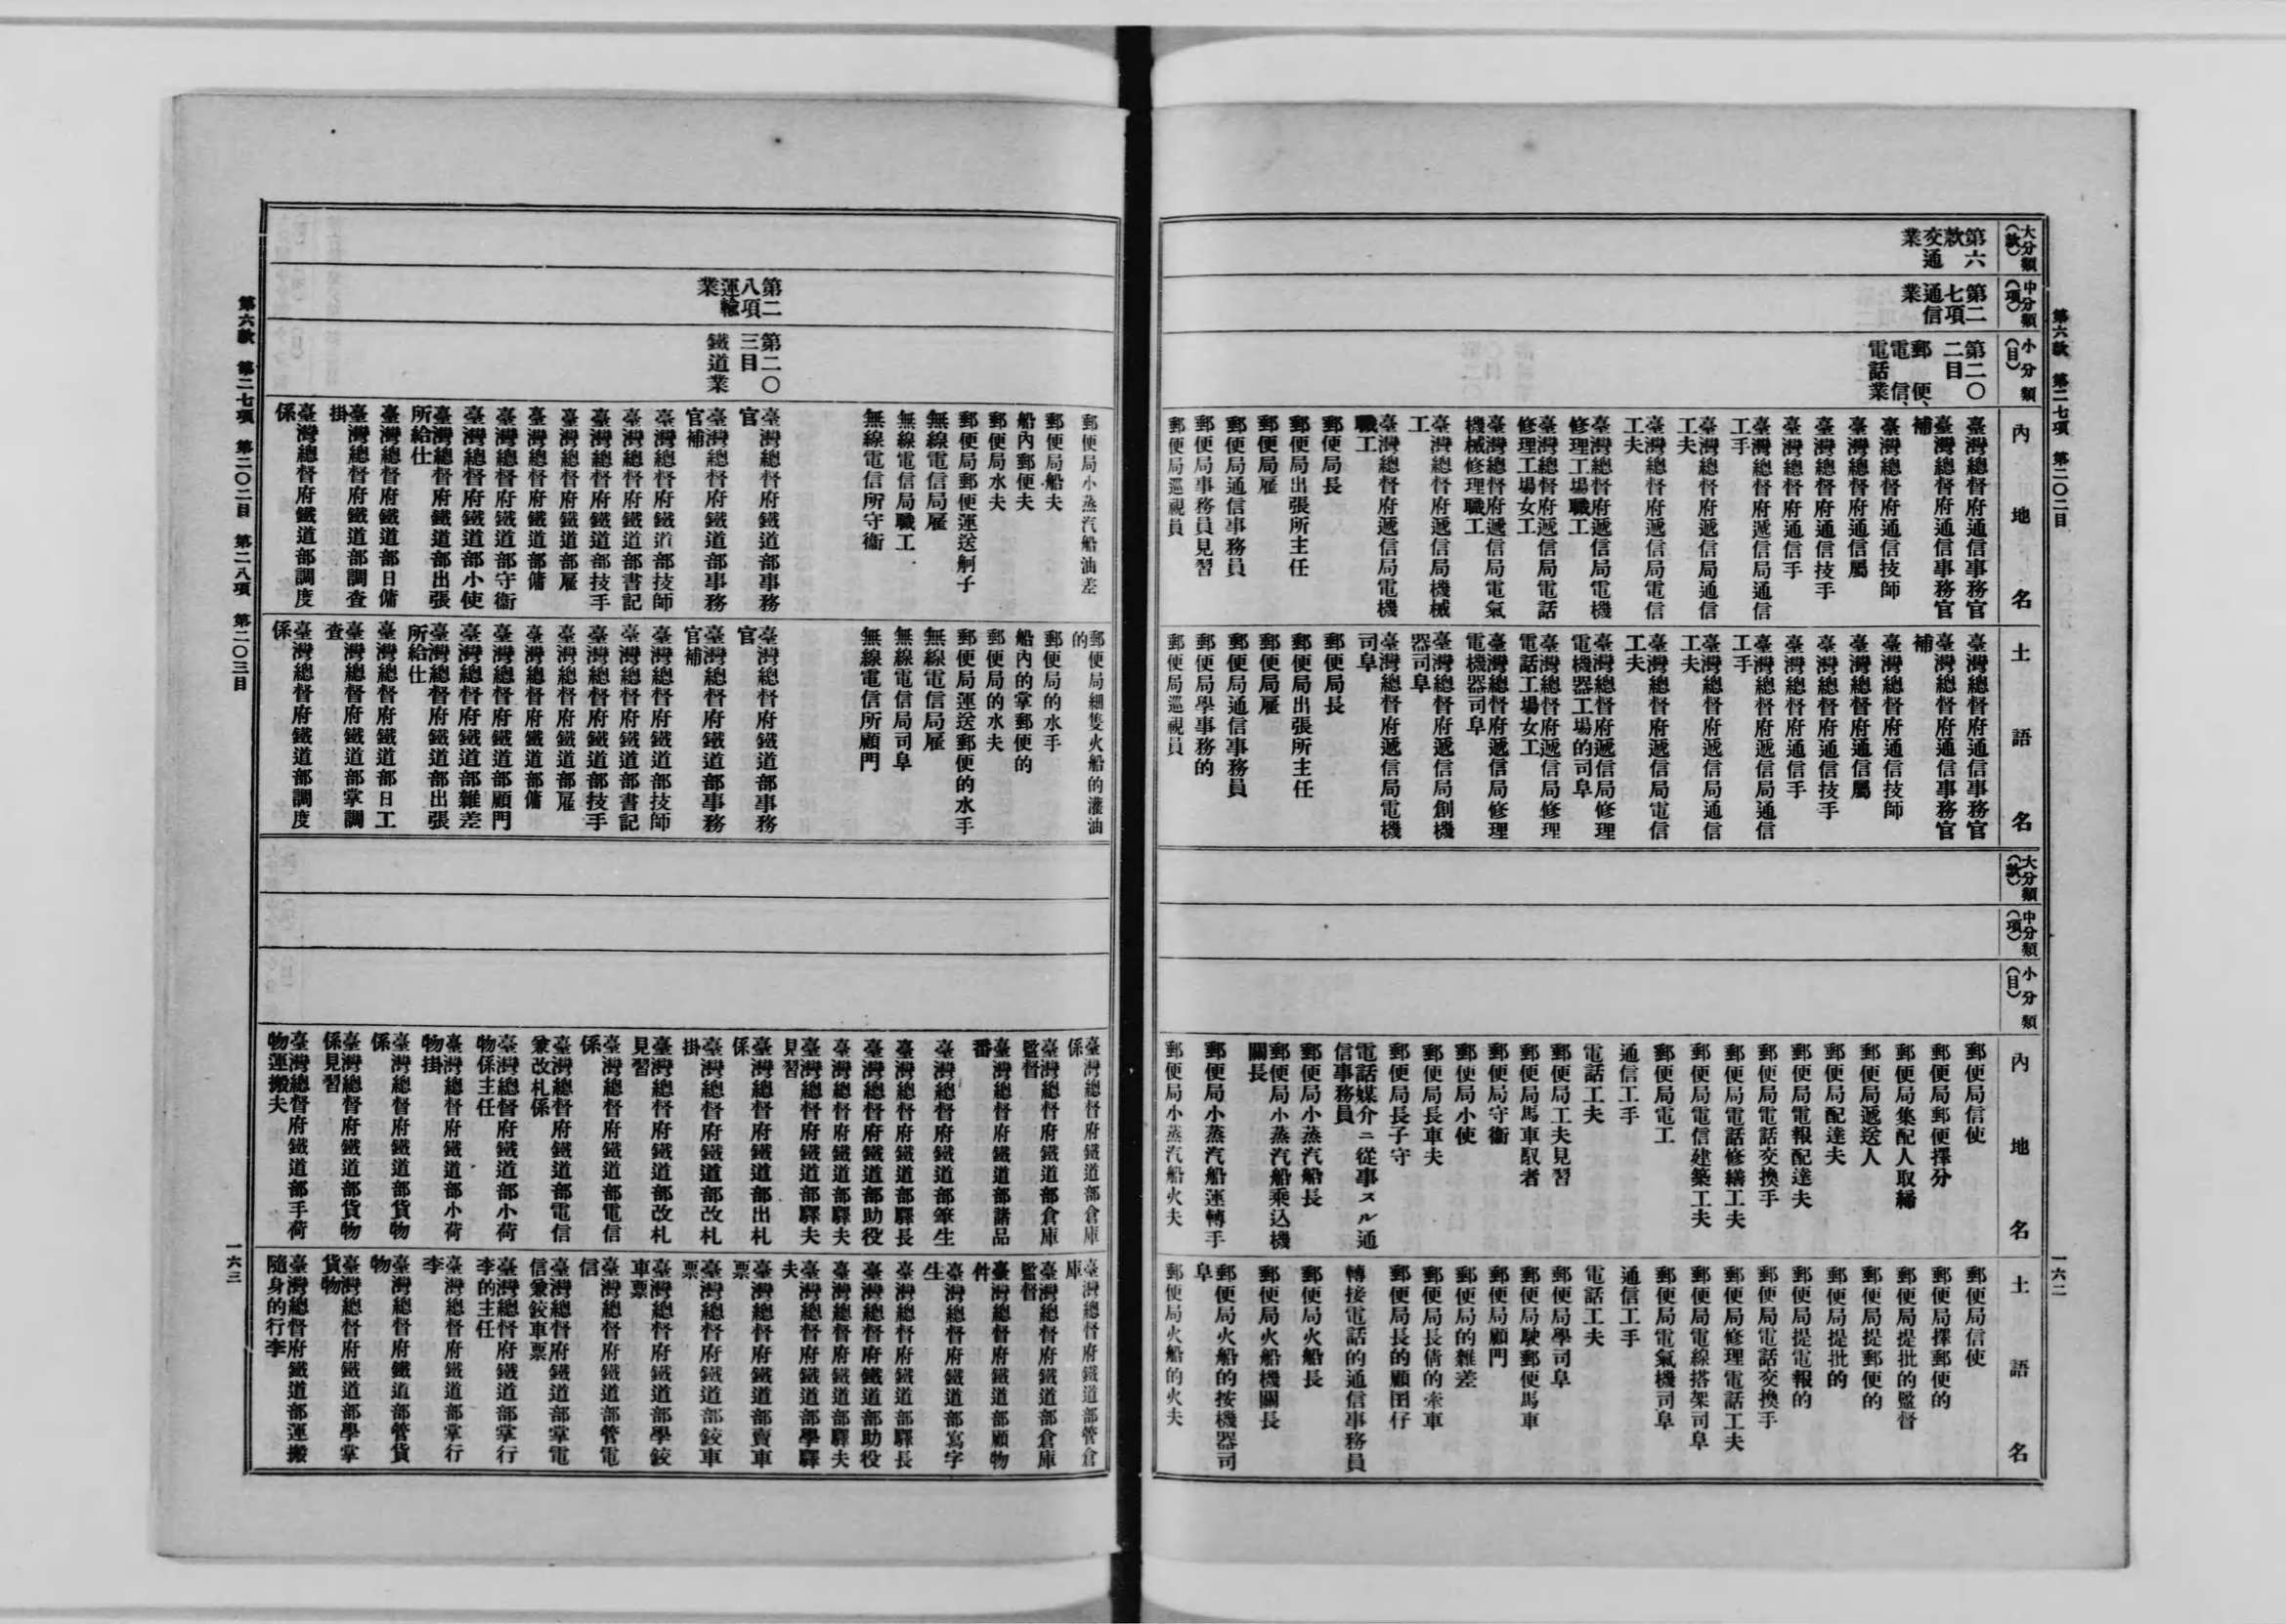 第六款　第二七項　第二〇二目
一六二
大分類（款）
中分類（項）
小分類（目）
內地名
土語名
第六款交通業
第二七項通信業
第二〇二目郵便、電信、電話業
臺灣總督府通信事務官
臺灣總督府通信事務官補
臺灣總督府通信技師
臺灣總督府通信屬
臺灣總督府通信技手
臺灣總督府通信手
臺灣總督府遞信局通信工手
臺灣總督府遞信局通信工夫
臺灣總督府遞信局電信工夫
臺灣總督府遞信局電機修理工場職工
臺灣總督府遞信局電話修理工場女工
臺灣總督府遞信局電氣機械修理職工
臺灣總督府遞信局機械工
臺灣總督府遞信局電機職工
郵便局長
郵便局出張所主任
郵便局雇
郵便局通信事務員
郵便局事務員見習
郵便局巡視員
臺灣總督府通信事務官
臺灣總督府通信事務官補
臺灣總督府通信技師
臺灣總督府通信屬
臺灣總督府通信技手
臺灣總督府通信手
臺灣總督府遞信局通信工手
臺灣總督府遞信局通信工夫
臺灣總督府遞信局電信工夫
臺灣總督府遞信局修理電機器工場的司阜
臺灣總督府遞信局修理電話工場女工
臺灣總督府遞信局修理電機器司阜
臺灣總督府遞信局創機器司阜
臺灣總督府遞信局電機司阜
郵便局長
郵便局出張所主任
郵便局雇
郵便局通信事務員
郵便局學事務的
郵便局巡視員
大分類（款）
中分類（項）
小分類（目）
內地名
土語名
郵便局信使
郵便局郵便擇分
郵便局集配人取締
郵便局遞送人
郵便局配達夫
郵便局電報配達夫
郵便局電話交換手
郵便局電話修繕工夫
郵便局電信建築工夫
郵便局電工
通信工手
電話工夫
郵便局工夫見習
郵便局馬車馭者
郵便局守衞
郵便局小使
郵便局長車夫
郵便局長子守
電話媒介ニ從事スル通信事務員
郵便局小蒸汽船長
郵便局小蒸汽船乘込機關長
郵便局小蒸汽船運轉手
郵便局小蒸汽船火夫
郵便局信使
郵便局擇郵便的
郵便局提批的監督
郵便局提郵便的
郵便局提批的
郵便局提電報的
郵便局電話交換手
郵便局修理電話工夫
郵便局電線搭架司阜
郵便局電氣機司阜
通信工手
電話工夫
郵便局學司阜
郵便局駛郵便馬車
郵便局顧門
郵便局的雜差
郵便局長倩的牽車
郵便局長的顧囝仔
轉接電話的通信事務員
郵便局火船長
郵便局火船機關長
郵便局火船的按機器司阜
郵便局火船的火夫
郵便局小蒸汽船油差
郵便局船夫
船內郵便夫
郵便局水夫
郵便局郵便運送舸子
無線電信局雇
無線電信局職工
無線電信所守衞
第二八項運輸業
第二〇三目鐵道業
臺灣總督府鐵道部事務官
臺灣總督府鐵道部事務官補
臺灣總督府鐵道部技師
臺灣總督府鐵道部書記
臺灣總督府鐵道部技手
臺灣總督府鐵道部雇
臺灣總督府鐵道部傭
臺灣總督府鐵道部守衞
臺灣總督府鐵道部小使
臺灣總督府鐵道部出張所給仕
臺灣總督府鐵道部日傭
臺灣總督府鐵道部調查掛
臺灣總督府鐵道部調度係
郵便局細隻火船的灌油的
郵便局的水手
船內的掌郵便的
郵便局的水夫
郵便局運送郵便的水手
無線電信局雇
無線電信局司阜
無線電信所顧門
臺灣總督府鐵道部事務官
臺灣總督府鐵道部事務官補
臺灣總督府鐵道部技師
臺灣總督府鐵道部書記
臺灣總督府鐵道部技手
臺灣總督府鐵道部雇
臺灣總督府鐵道部傭
臺灣總督府鐵道部顧門
臺灣總督府鐵道部雜差
臺灣總督府鐵道部出張所給仕
臺灣總督府鐵道部日工
臺灣總督府鐵道部掌調查
臺灣總督府鐵道部調度係
臺灣總督府鐵道部倉庫係
臺灣總督府鐵道部倉庫監督
臺灣總督府鐵道部諸品番
臺灣總督府鐵道部筆生
臺灣總督府鐵道部驛長
臺灣總督府鐵道部助役
臺灣總督府鐵道部驛夫
臺灣總督府鐵道部驛夫見習
臺灣總督府鐵道部出札係
臺灣總督府鐵道部改札掛
臺灣總督府鐵道部改札見習
臺灣總督府鐵道部電信係
臺灣總督府鐵道部電信兼改札係
臺灣總督府鐵道部小荷物係主任
臺灣總督府鐵道部小荷物掛
臺灣總督府鐵道部貨物係
臺灣總督府鐵道部貨物係見習
臺灣總督府鐵道部手荷物運搬夫
臺灣總督府鐵道部管倉庫
臺灣總督府鐵道部倉庫監督
臺灣總督府鐵道部顧物件
臺灣總督府鐵道部寫字生
臺灣總督府鐵道部驛長
臺灣總督府鐵道部助役
臺灣總督府鐵道部驛夫
臺灣總督府鐵道部學驛夫
臺灣總督府鐵道部賣車票
臺灣總督府鐵道部鉸車票
臺灣總督府鐵道部學鉸車票
臺灣總督府鐵道部管電信
臺灣總督府鐵道部掌電信兼鉸車票
臺灣總督府鐵道部掌行李的主任
臺灣總督府鐵道部掌行李
臺灣總督府鐵道部管貨物
臺灣總督府鐵道部學掌貨物
臺灣總督府鐵道部運搬隨身的行李
第六款　第二七項　第二〇二目　第二八項　第二〇三目
一六三